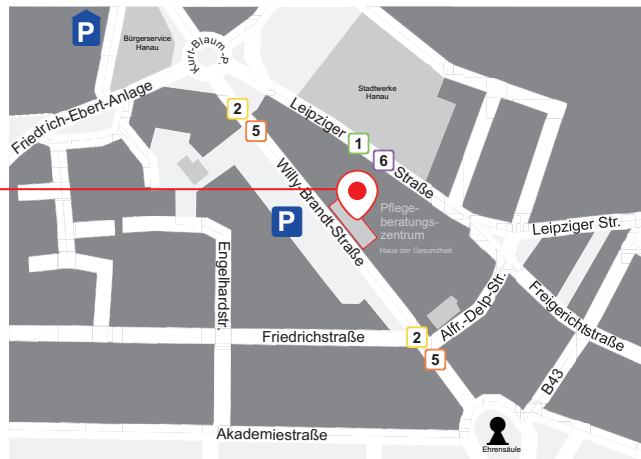 P
Bürgerservice
Hanau
Kurt-Blaum-P.
Friedrich-Ebert-Anlage
Stadtwerke
Hanau
2
5
Leipziger
1
6
Straße
Willy-Brandt-Straße
P
Pflege-
beratungs-
zentrum
Haus der Gesundheit
Leipziger Str.
Engelhardstr.
Freigerichtstraße
Alfr.-Delp-Str.
Friedrichstraße
2
5
B43
Akademiestraße
Ehrensäule